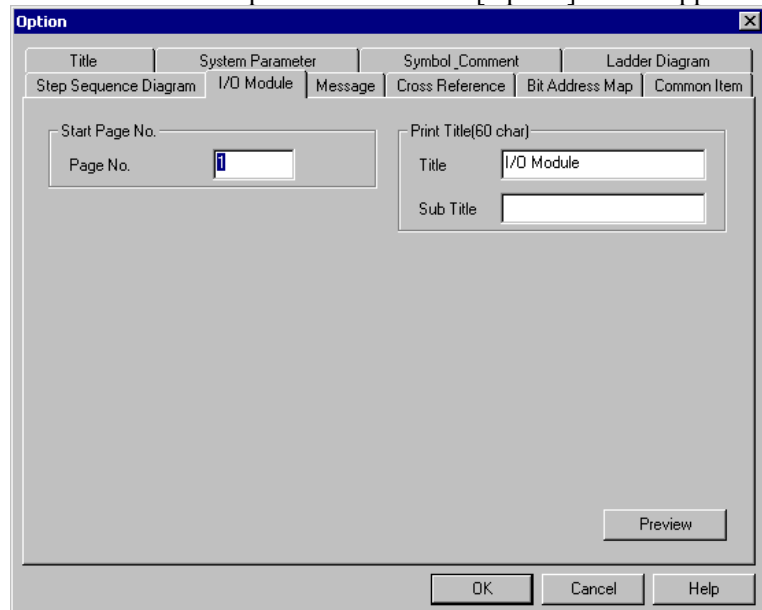 Option
Title System Parameter Symbol_Comment Ladder Diagram
Step Sequence Diagram I/O Module Message Cross Reference Bit Address Map Common Item
Start Page No. Print Title(60 char)
Page No. 1 Title I/O Module
Sub Title
Preview
OK Cancel Help